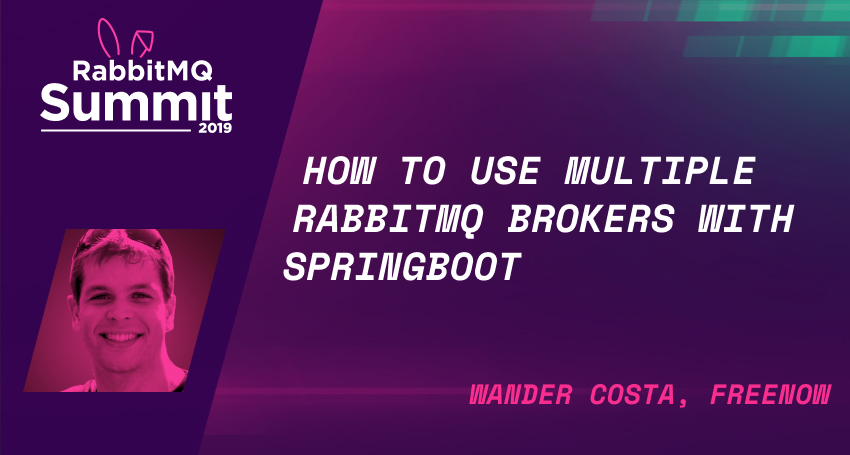 RabbitMQ
Summit
2019
HOW TO USE MULTIPLE
RABBITMQ BROKERS WITH
SPRINGBOOT
WANDER COSTA, FREENOW